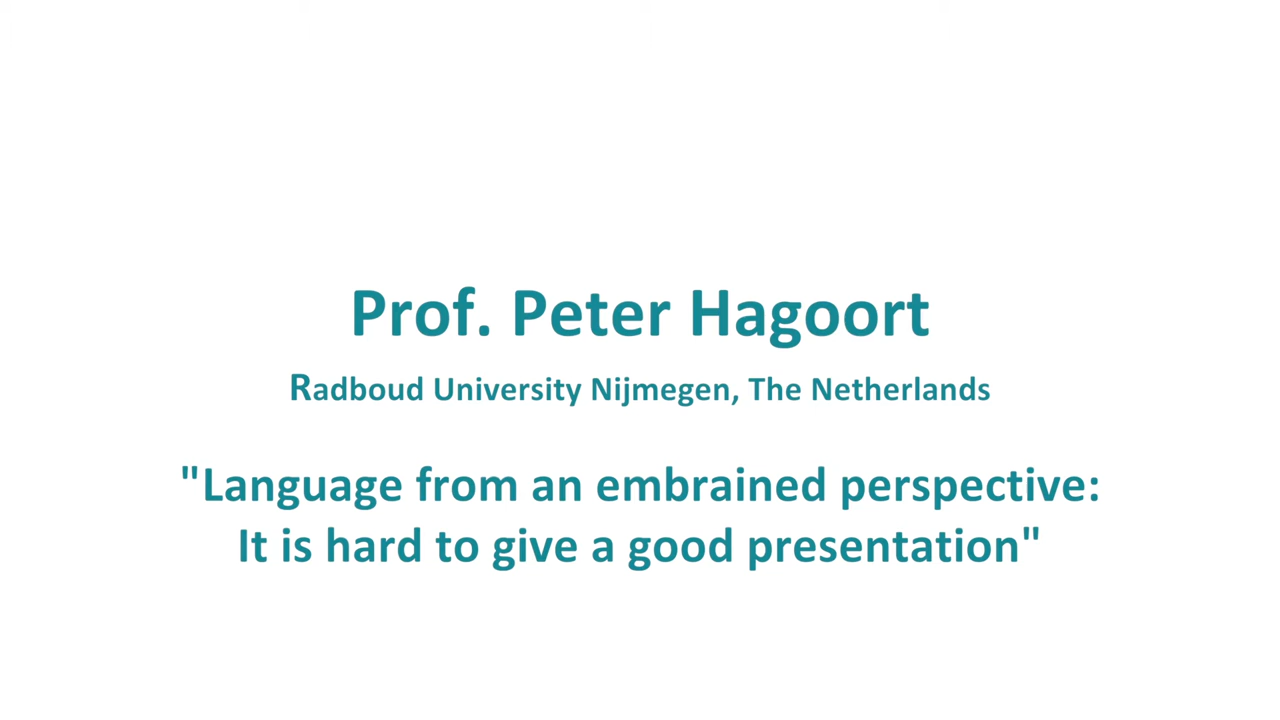 Prof. Peter Hagoort
Radboud University Nijmegen, The Netherlands
"Language from an embrained perspective:
It is hard to give a good presentation"